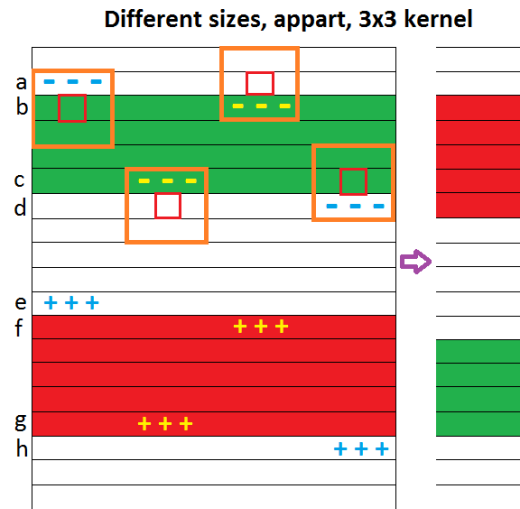 Different sizes, appart, 3x3 kernel
a - - -
b - - -
c - - -
d - - -
e + + +
f + + +
g + + +
h + + +